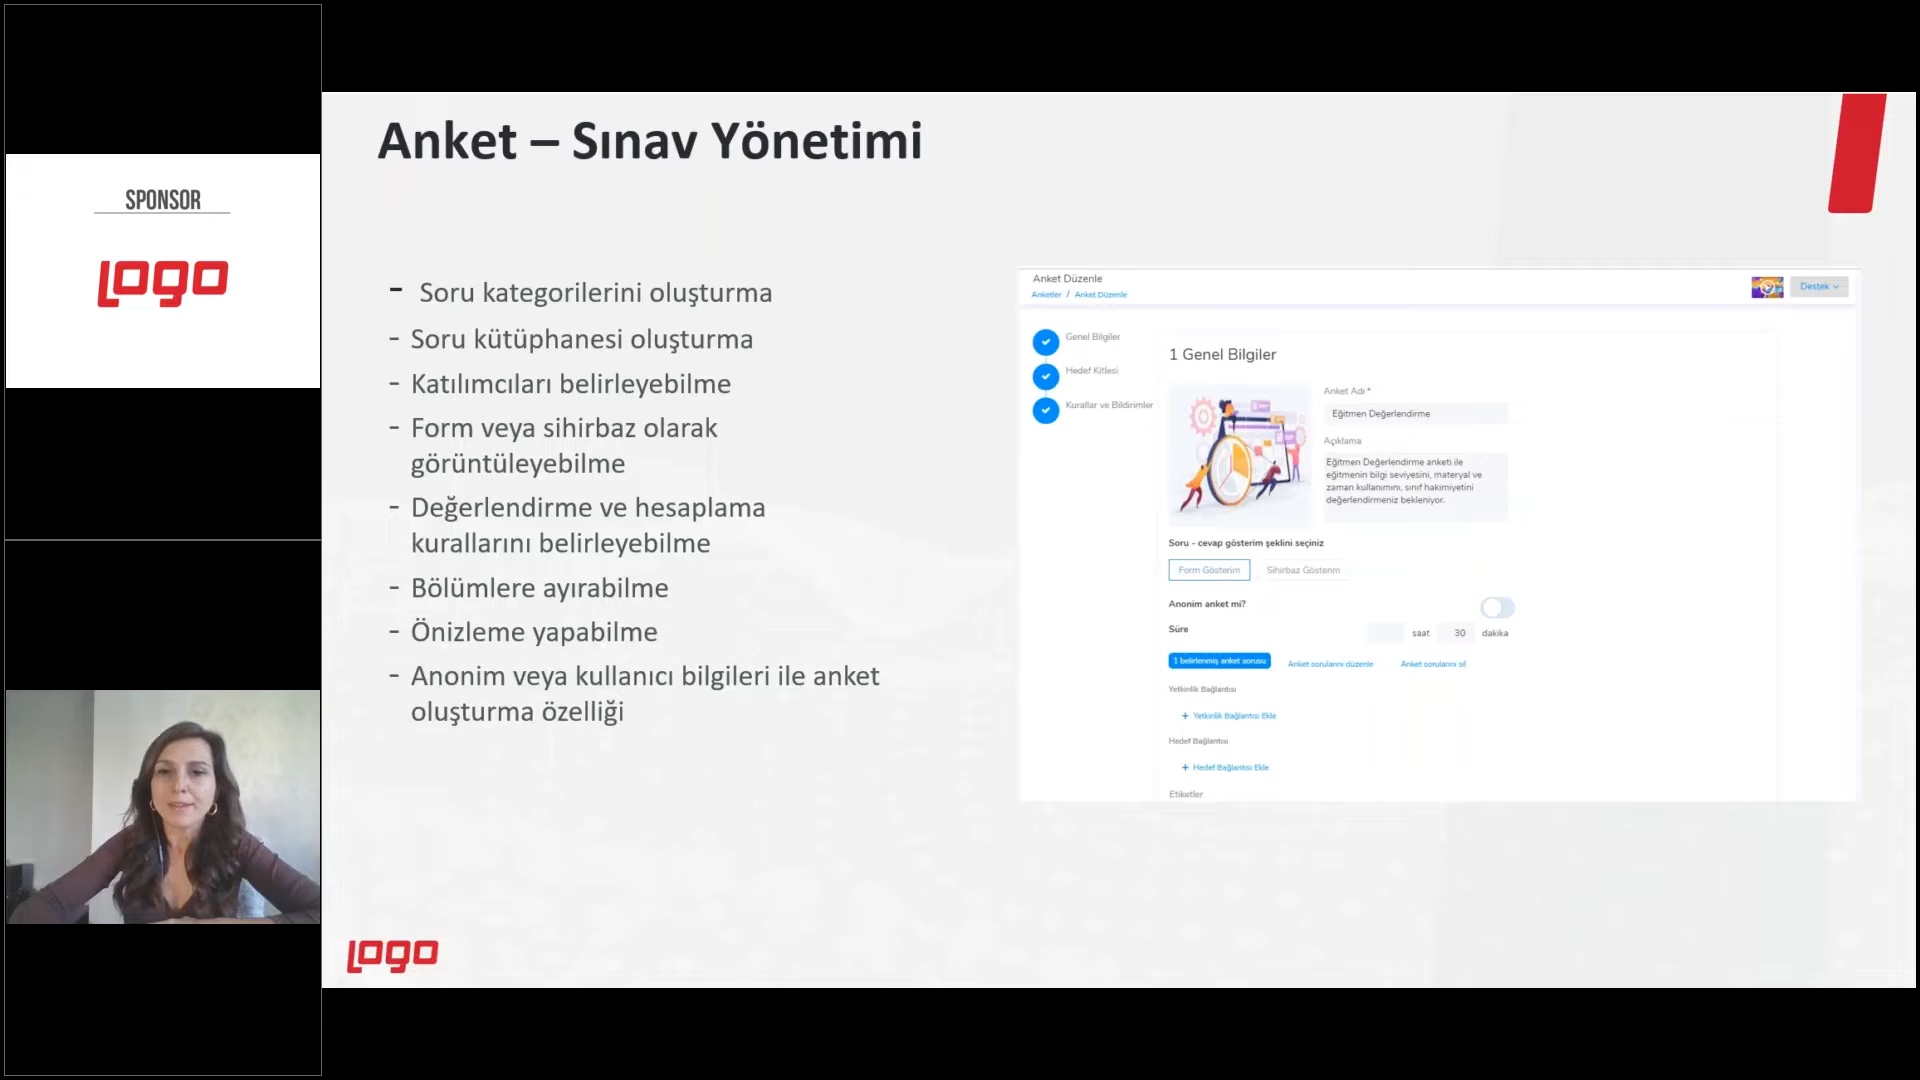 SPONSOR
LOGO
Anket – Sınav Yönetimi
- Soru kategorilerini oluşturma
- Soru kütüphanesi oluşturma
- Katılımcıları belirleyebilme
- Form veya sihirbaz olarak
görüntüleyebilme
- Değerlendirme ve hesaplama
kurallarını belirleyebilme
- Bölümlere ayırabilme
- Önizleme yapabilme
- Anonim veya kullanıcı bilgileri ile anket
oluşturma özelliği
LOGO
Anket Düzenle
Anketler / Anket Düzenle
Destek
Genel Bilgiler
Hedef Kitlesi
Kurallar ve Bildirimler
1 Genel Bilgiler
Anket Adı *
Eğitmen Değerlendirme
Açıklama
Eğitmen Değerlendirme anketi ile
eğitmenin bilgi seviyesini, materyal ve
zaman kullanımını, sınıf hakimiyetini
değerlendirmeniz bekleniyor.
Soru - cevap gösterim şeklini seçiniz
Form Gösterim Sihirbaz Gösterim
Anonim anket mi?
Süre
saat 30 dakika
1 belirlenmiş anket sorusu Anket sorularını düzenle Anket sorularını sil
Yetkinlik Bağlantısı
+ Yetkinlik Bağlantısı Ekle
Hedef Bağlantısı
+ Hedef Bağlantısı Ekle
Etiketler